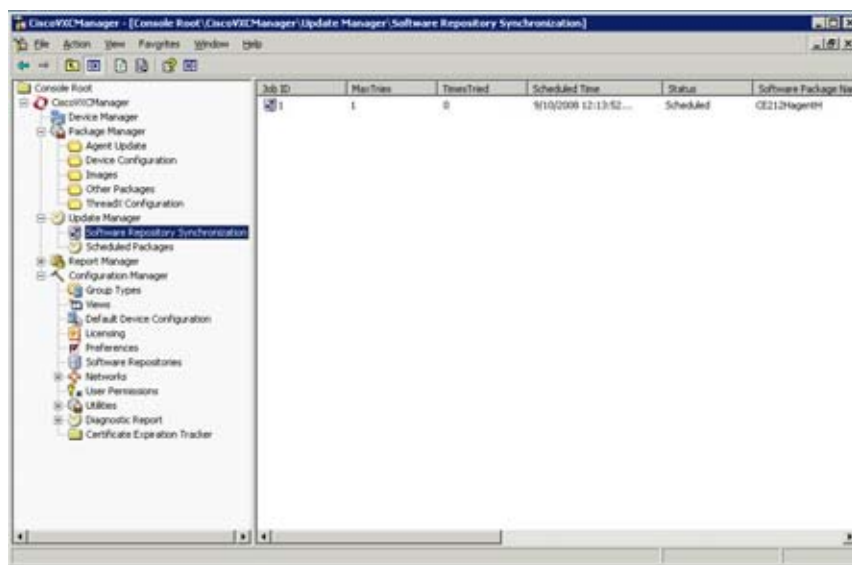 CiscoVXCManager - [Console Root\CiscoVXCManager\Update Manager\Software Repository Synchronization]
File Action View Favorites Window Help
Console Root
CiscoVXCManager
Device Manager
Package Manager
Agent Update
Device Configuration
Images
Other Packages
ThreadX Configuration
Update Manager
Software Repository Synchronization
Scheduled Packages
Report Manager
Configuration Manager
Group Types
Views
Default Device Configuration
Licensing
Preferences
Software Repositories
Networks
User Permissions
Utilities
Diagnostic Report
Certificate Expiration Tracker
Job ID MaxTries TimesTried Scheduled Time Status Software Package Na
1 1 0 9/10/2008 12:13:52... Scheduled CE212HagentH